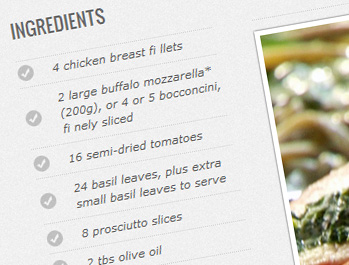 INGREDIENTS
4 chicken breast fi llets
2 large buffalo mozzarella*
(200g), or 4 or 5 bocconcini,
fi nely sliced
16 semi-dried tomatoes
24 basil leaves, plus extra
small basil leaves to serve
8 prosciutto slices
2 tbs olive oil